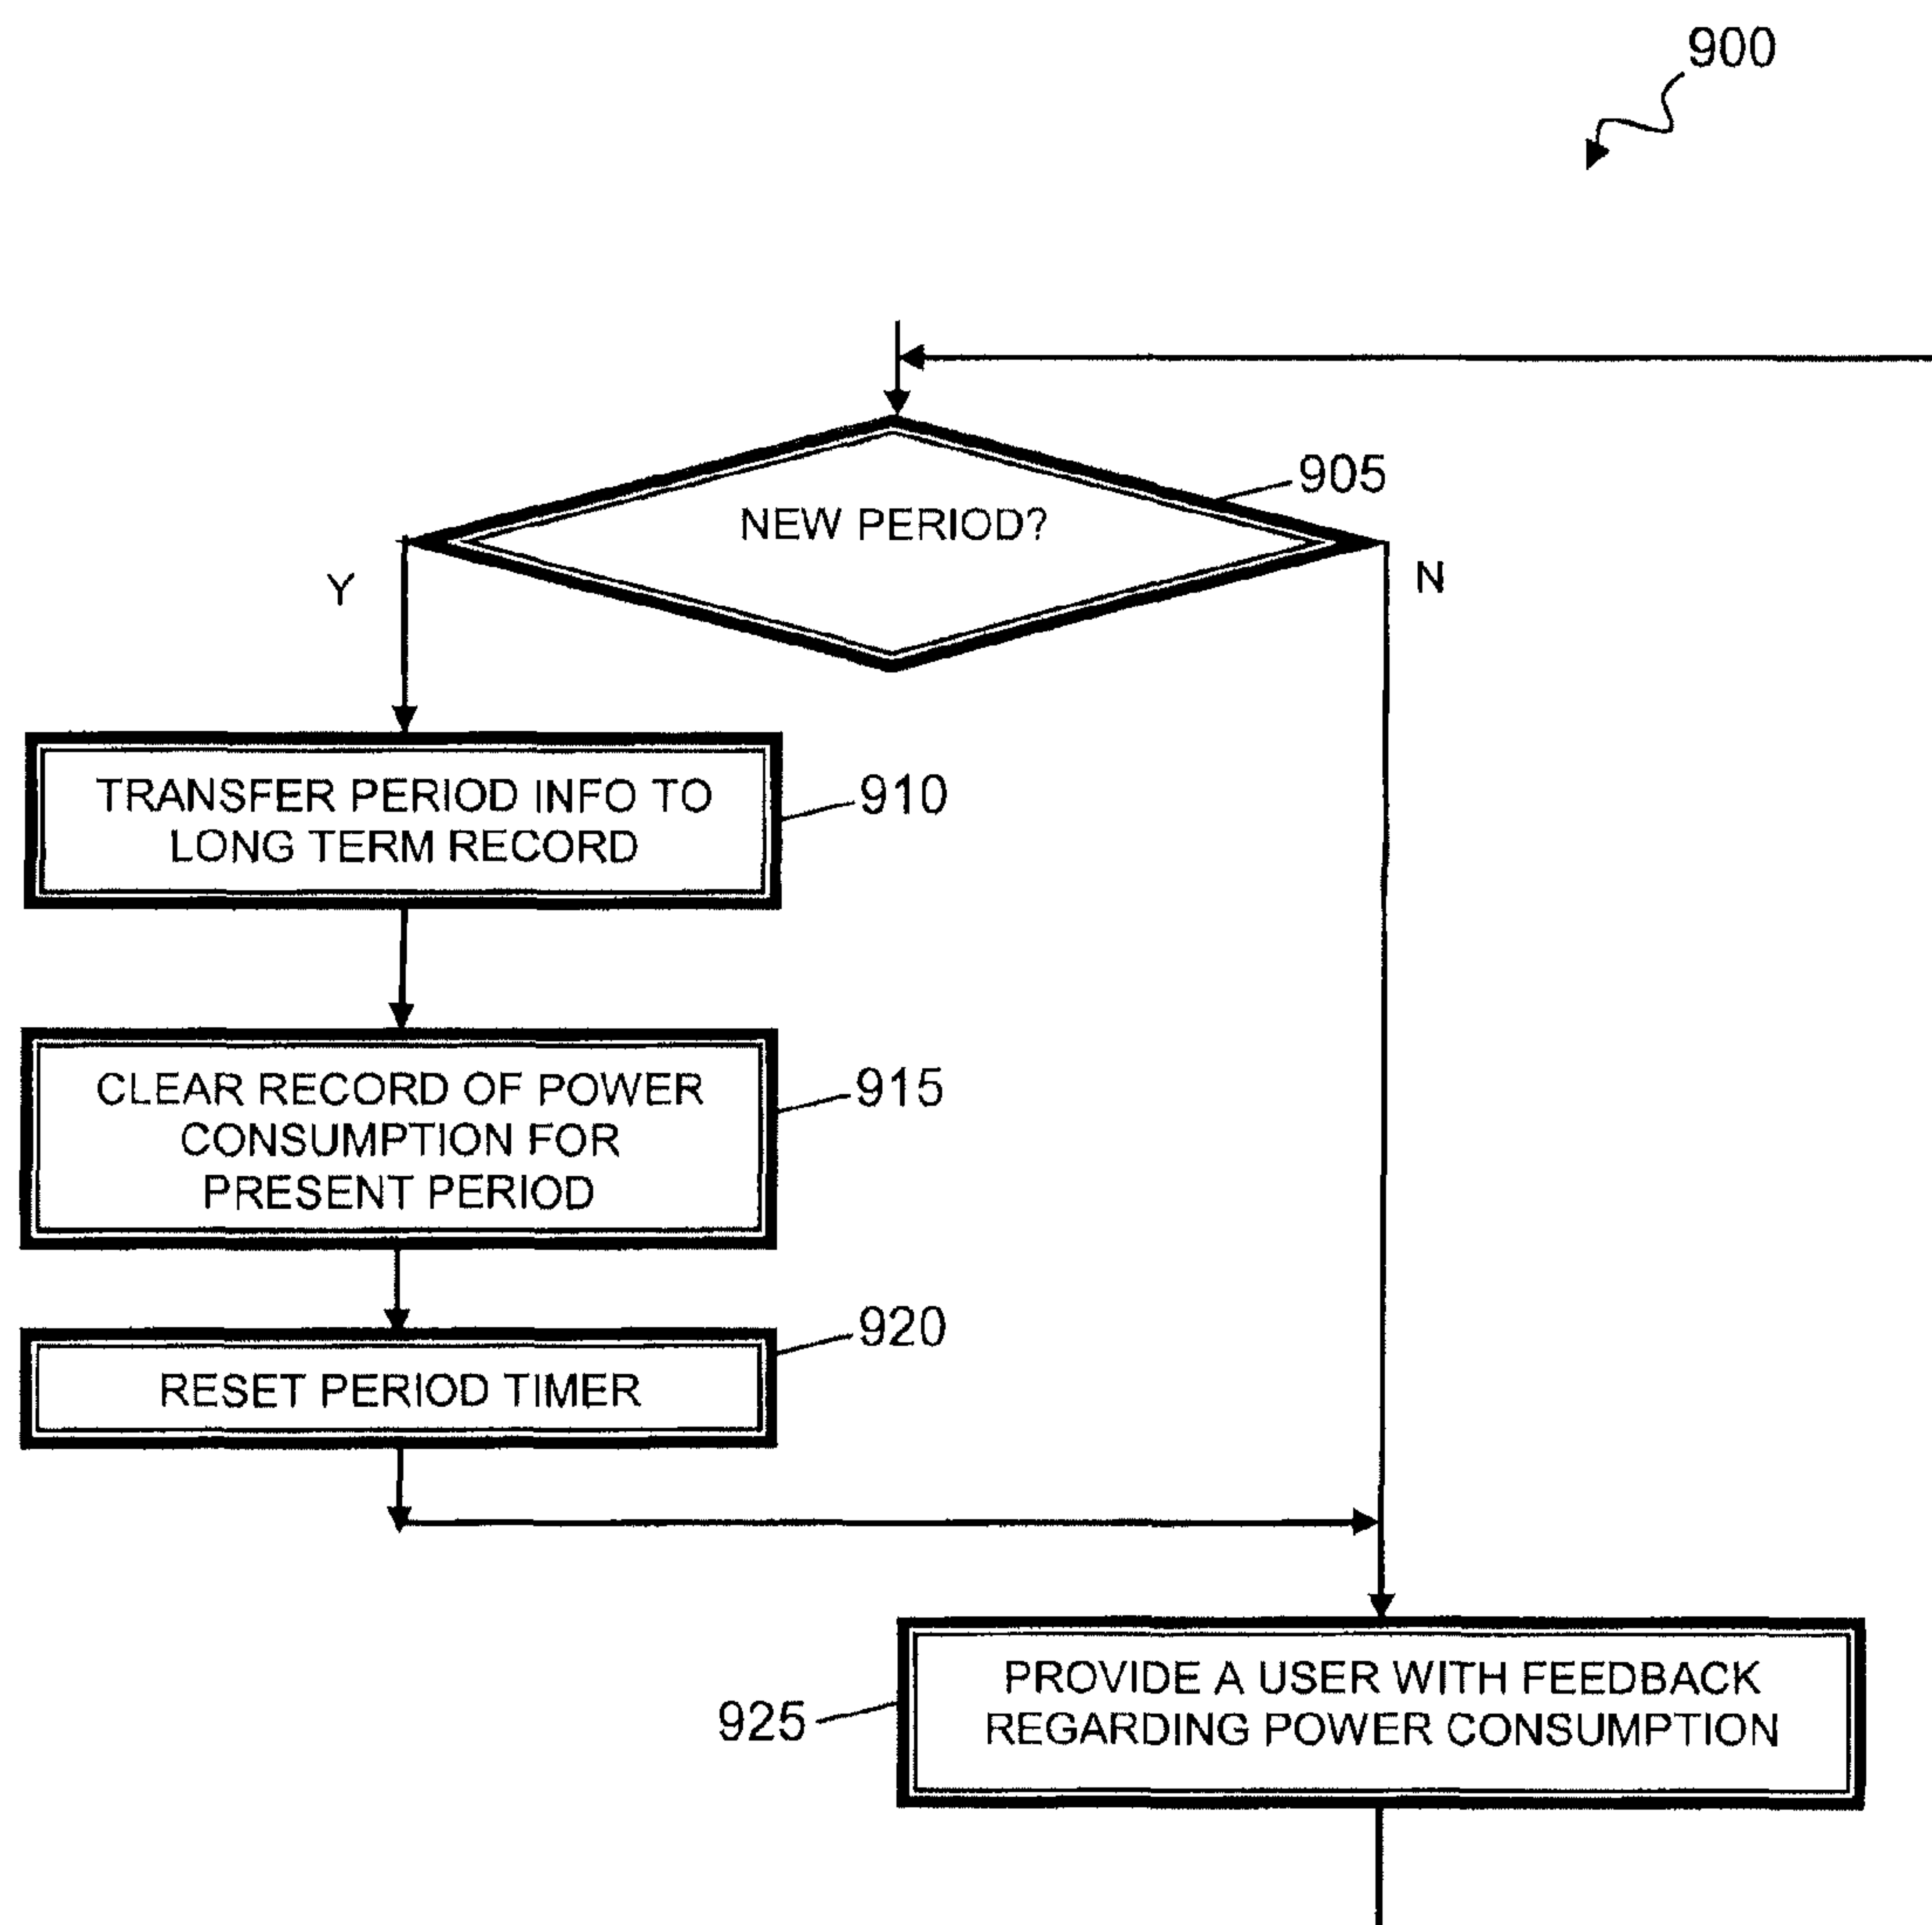 900
905
NEW PERIOD?
Y
N
TRANSFER PERIOD INFO TO
LONG TERM RECORD
910
CLEAR RECORD OF POWER
CONSUMPTION FOR
PRESENT PERIOD
915
920
RESET PERIOD TIMER
PROVIDE A USER WITH FEEDBACK
REGARDING POWER CONSUMPTION
925